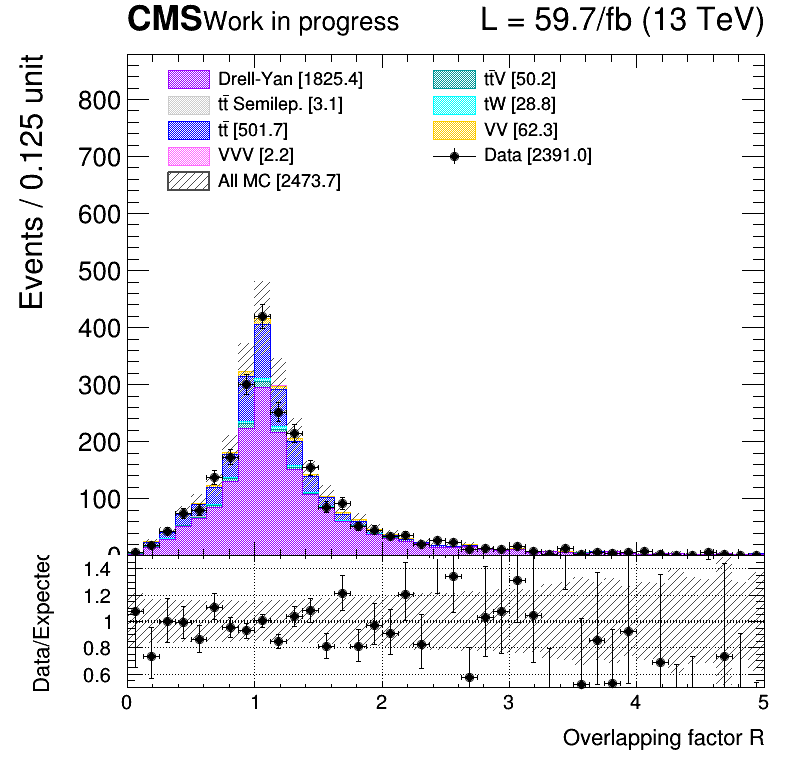 CMS Work in progress L = 59.7/fb (13 TeV)
Events / 0.125 unit
Drell-Yan [1825.4]
tt̄ Semilep. [3.1]
tt̄ [501.7]
VVV [2.2]
All MC [2473.7]
tt̄V [50.2]
tW [28.8]
VV [62.3]
Data [2391.0]
800
700
600
500
400
300
200
100
0
Data/Expected
1.4
1.2
1
0.8
0.6
0 1 2 3 4 5
Overlapping factor R